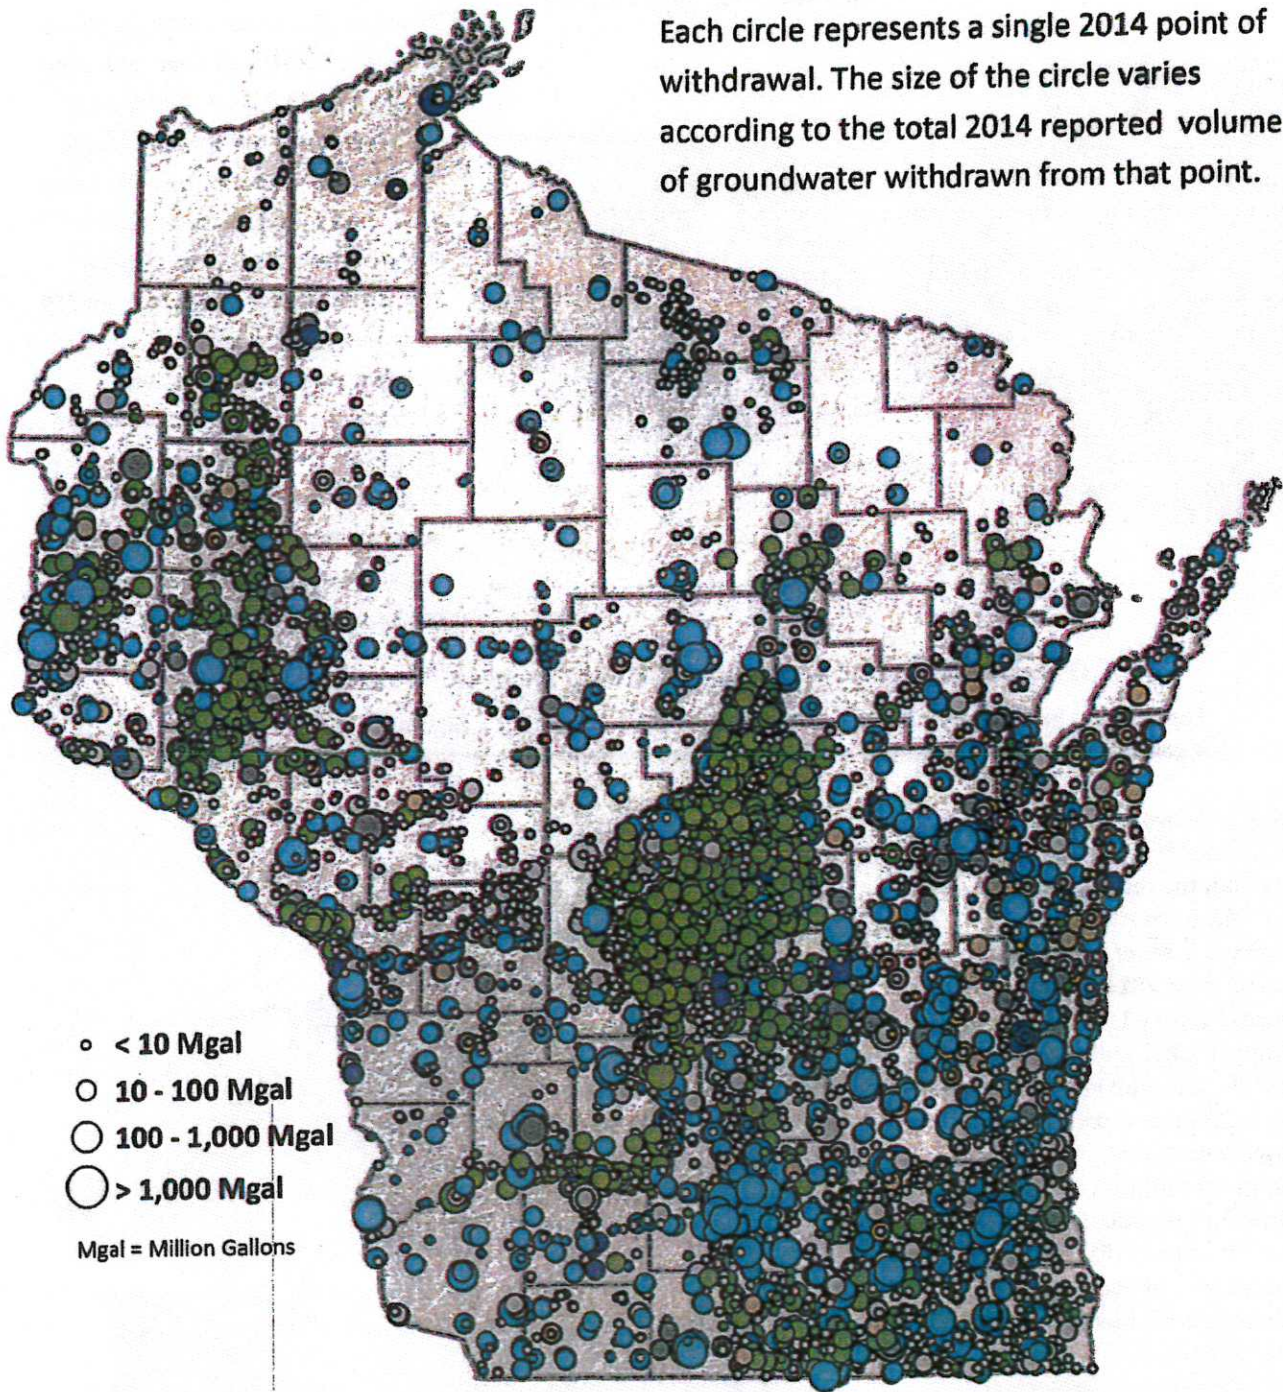 Each circle represents a single 2014 point of
withdrawal. The size of the circle varies
according to the total 2014 reported volume
of groundwater withdrawn from that point.
< 10 Mgal
10 - 100 Mgal
100 - 1,000 Mgal
> 1,000 Mgal
Mgal = Million Gallons